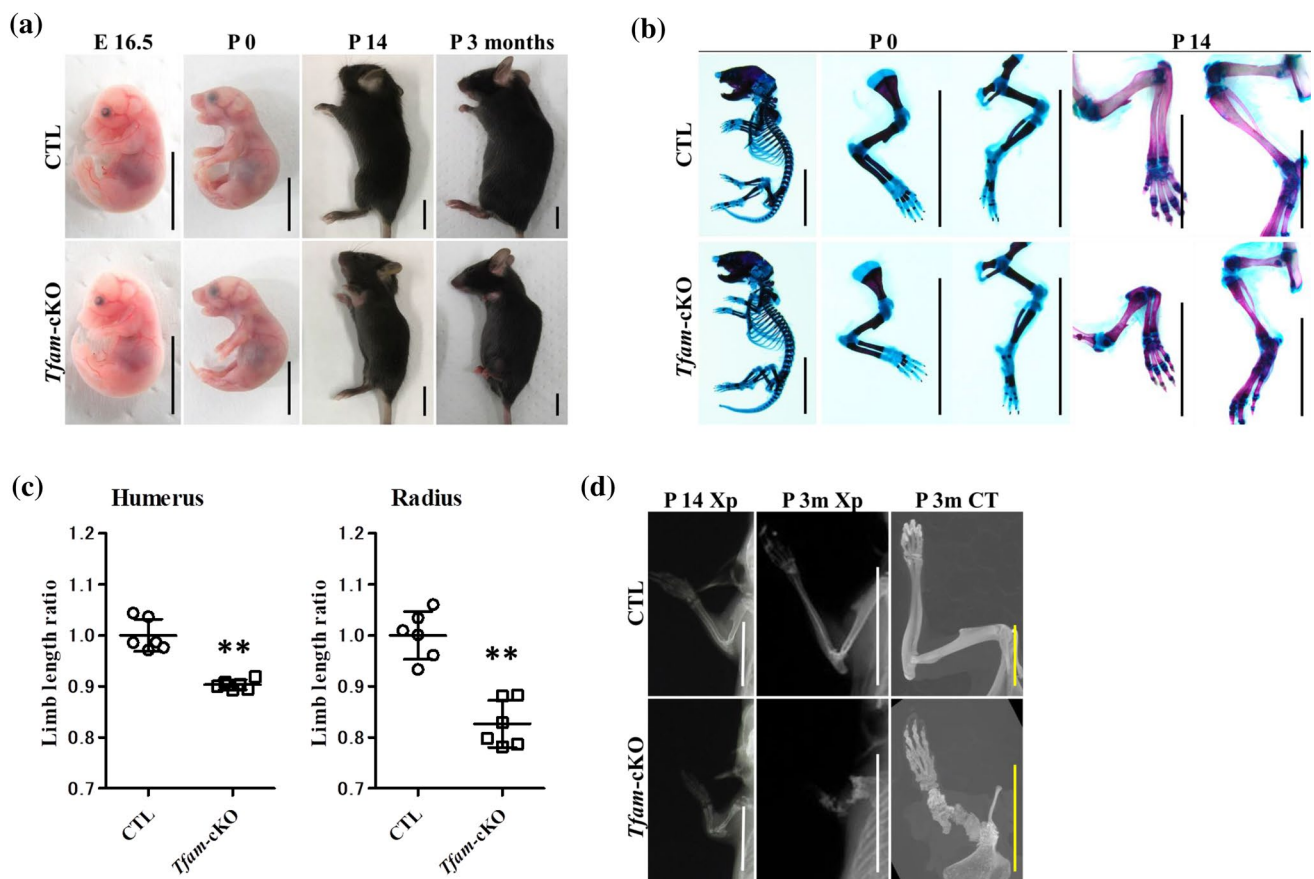 (a)
E 16.5 P 0 P 14 P 3 months
CTL
Tfam-cKO
(b)
P 0 P 14
CTL
Tfam-cKO
(c)
Humerus
Limb length ratio
1.2
1.1
1.0
0.9
0.8
0.7
**
CTL
Tfam-cKO
Radius
Limb length ratio
1.2
1.1
1.0
0.9
0.8
0.7
**
CTL
Tfam-cKO
(d)
P 14 Xp P 3m Xp P 3m CT
CTL
Tfam-cKO